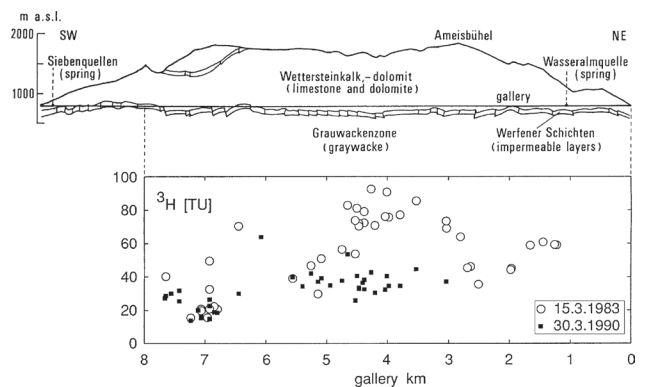 m a.s.l.
SW
NE
2000
1000
Siebenquellen
(spring)
Ameisbühel
Wasseralmquelle
(spring)
Wettersteinkalk,-dolomit
(limestone and dolomite)
gallery
Grauwackenzone
(graywacke)
Werfener Schichten
(impermeable layers)
³H [TU]
100
80
60
40
20
0
15.3.1983
30.3.1990
8 7 6 5 4 3 2 1 0
gallery km